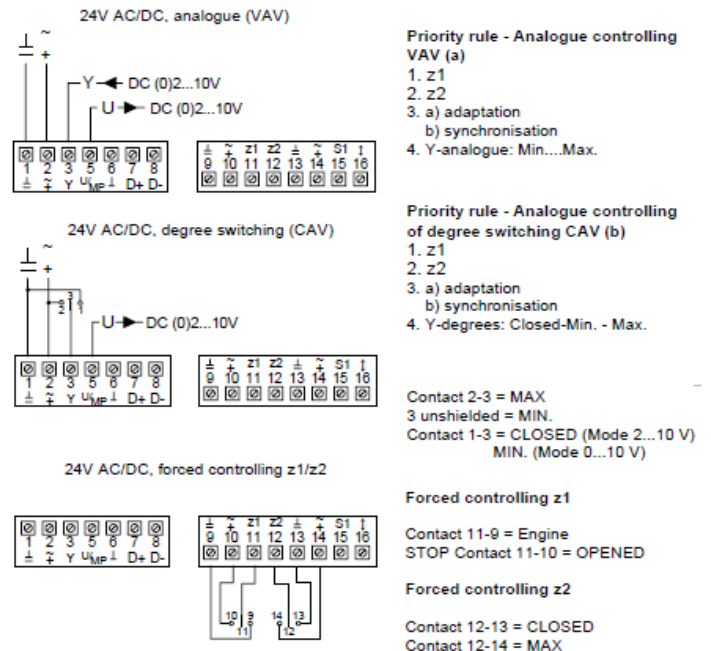 24V AC/DC, analogue (VAV)
~
+
Y DC (0)2...10V
U DC (0)2...10V
1 2 3 5 6 7 8
Y U/MP D+ D-
~ z1 z2 ~ S1
9 10 11 12 13 14 15 16
Priority rule - Analogue controlling
VAV (a)
1. z1
2. z2
3. a) adaptation
b) synchronisation
4. Y-analogue: Min....Max.
24V AC/DC, degree switching (CAV)
~
+
2 3 1
U DC (0)2...10V
1 2 3 5 6 7 8
Y U/MP D+ D-
~ z1 z2 ~ S1
9 10 11 12 13 14 15 16
Priority rule - Analogue controlling
of degree switching CAV (b)
1. z1
2. z2
3. a) adaptation
b) synchronisation
4. Y-degrees: Closed-Min. - Max.
Contact 2-3 = MAX
3 unshielded = MIN.
Contact 1-3 = CLOSED (Mode 2...10 V)
MIN. (Mode 0...10 V)
24V AC/DC, forced controlling z1/z2
1 2 3 5 6 7 8
Y U/MP D+ D-
~ z1 z2 ~ S1
9 10 11 12 13 14 15 16
10 9 14 13
11 12
Forced controlling z1
Contact 11-9 = Engine
STOP Contact 11-10 = OPENED
Forced controlling z2
Contact 12-13 = CLOSED
Contact 12-14 = MAX